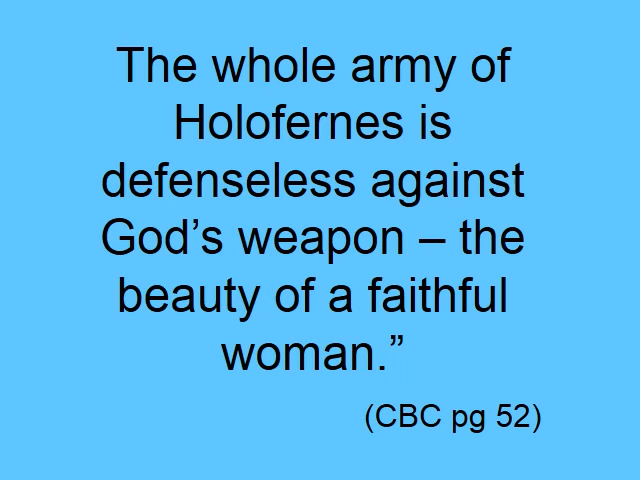 The whole army of
Holofernes is
defenseless against
God’s weapon – the
beauty of a faithful
woman.”
(CBC pg 52)